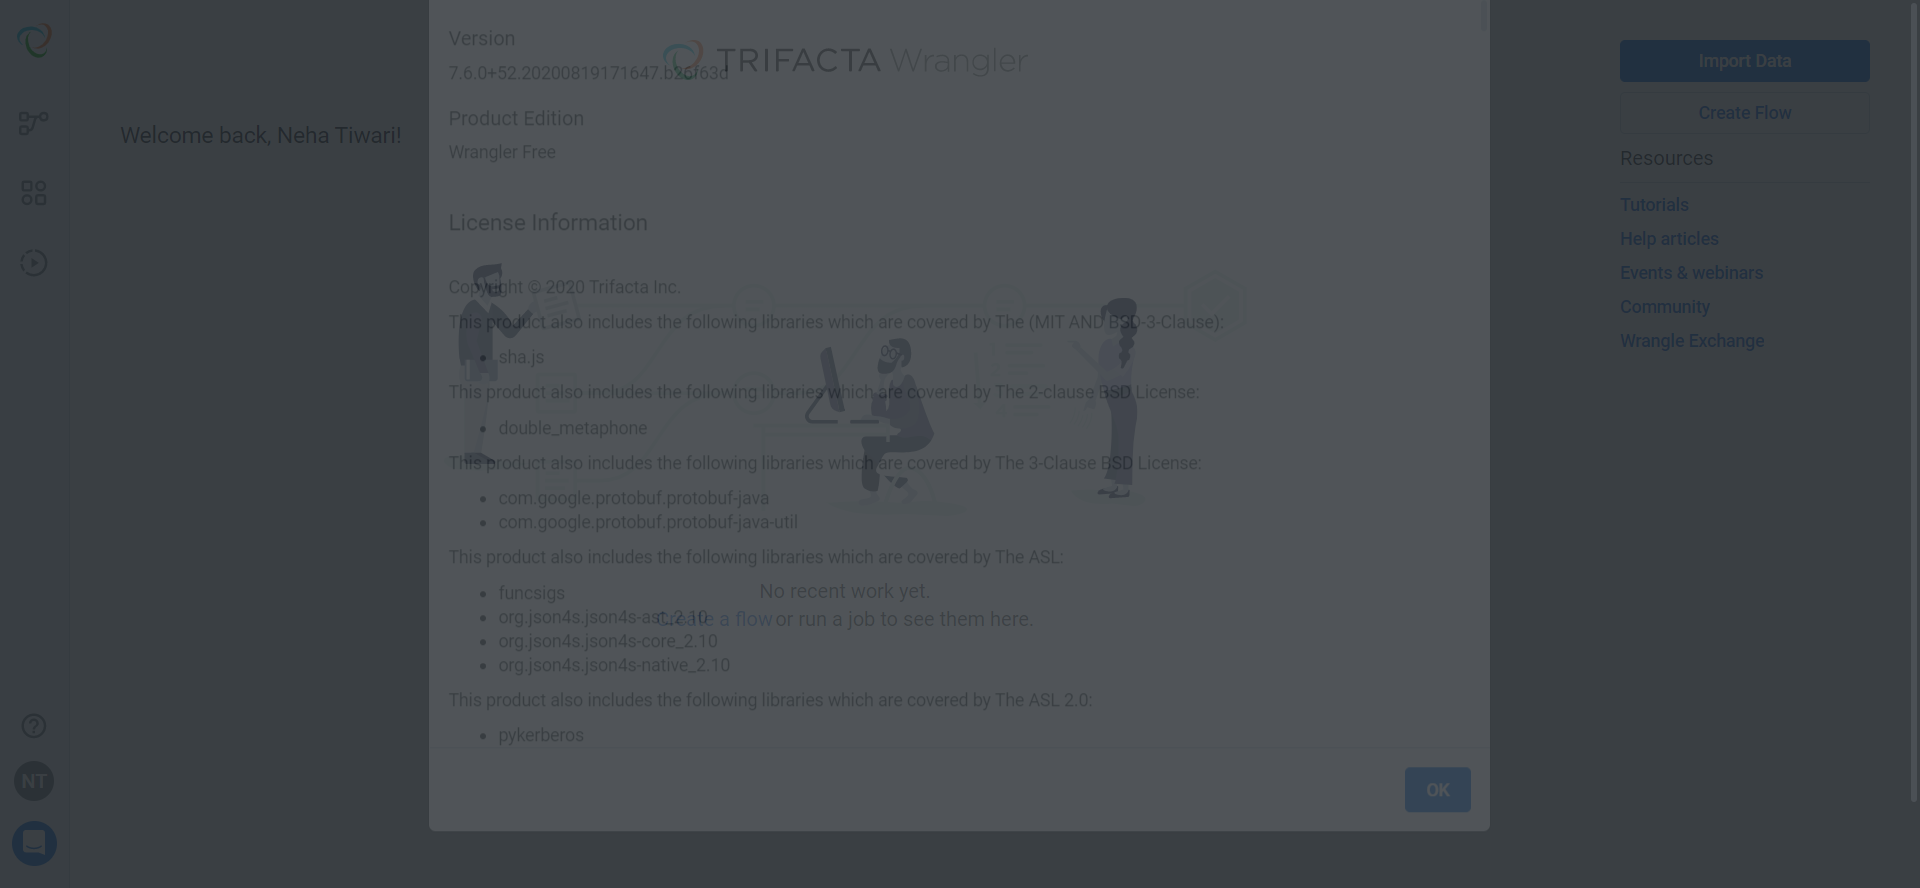 Version
TRIFACTA Wrangler
7.6.0+52.20200819171647.b26f63d
Import Data
Product Edition
Create Flow
Welcome back, Neha Tiwari!
Wrangler Free
Resources
License Information
Tutorials
Help articles
Events & webinars
Community
Wrangle Exchange
Copyright © 2020 Trifacta Inc.
This product also includes the following libraries which are covered by The (MIT AND BSD-3-Clause):
sha.js
This product also includes the following libraries which are covered by The 2-clause BSD License:
double_metaphone
This product also includes the following libraries which are covered by The 3-Clause BSD License:
com.google.protobuf.protobuf-java
com.google.protobuf.protobuf-java-util
This product also includes the following libraries which are covered by The ASL:
funcsigs
No recent work yet.
org.json4s.json4s-ast_2.10
Create a flow or run a job to see them here.
org.json4s.json4s-core_2.10
org.json4s.json4s-native_2.10
This product also includes the following libraries which are covered by The ASL 2.0:
pykerberos
NT
OK